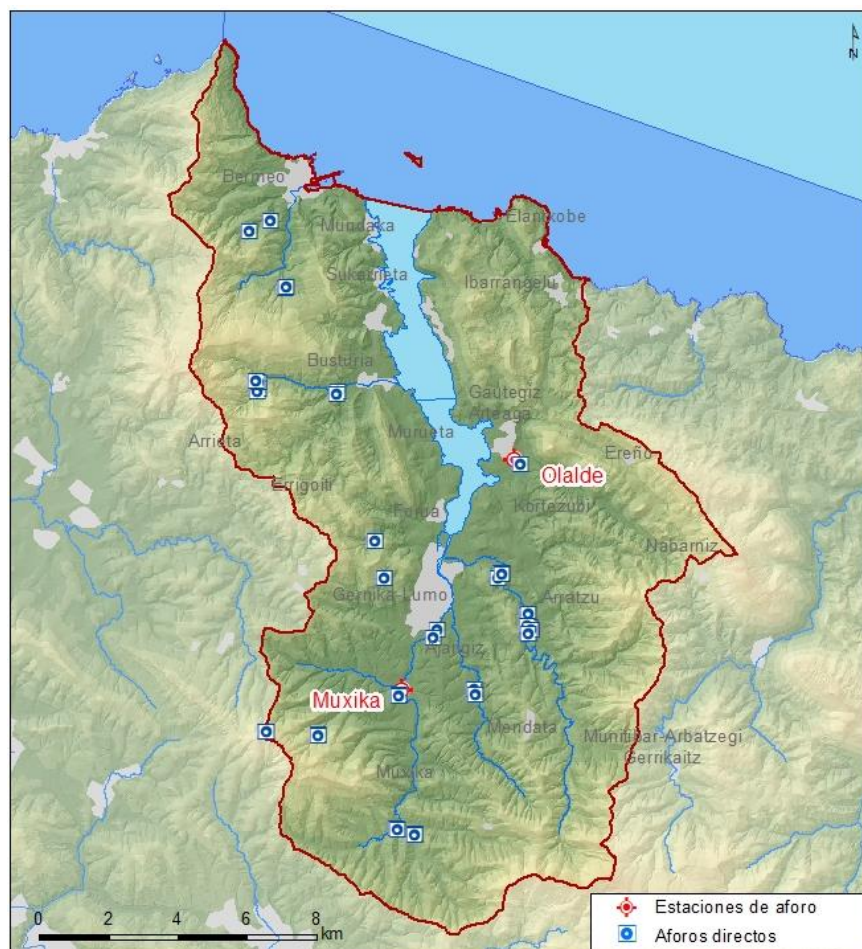 N
Bermeo
Elantxobe
Mundaka
Sukarrieta
Ibarrangelu
Busturia
Gautegiz
Arteaga
Murueta
Arrieta
Ereño
Olalde
Errigoiti
Kortezubi
Forua
Nabarniz
Gernika-Lumo
Arratzu
Ajangiz
Muxika
Mendata
Munitibar-Arbatzegi
Gerrikaitz
Muxika
0 2 4 6 8
km
Estaciones de aforo
Aforos directos